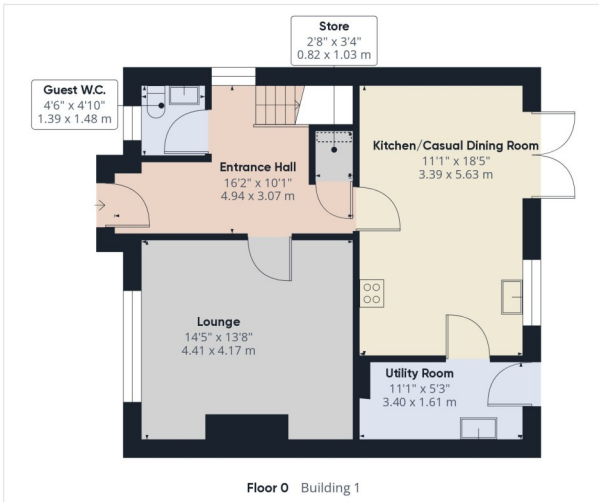 Store
2'8" x 3'4"
0.82 x 1.03 m
Guest W.C.
4'6" x 4'10"
1.39 x 1.48 m
Kitchen/Casual Dining Room
11'1" x 18'5"
3.39 x 5.63 m
Entrance Hall
16'2" x 10'1"
4.94 x 3.07 m
Lounge
14'5" x 13'8"
4.41 x 4.17 m
Utility Room
11'1" x 5'3"
3.40 x 1.61 m
Floor 0 Building 1